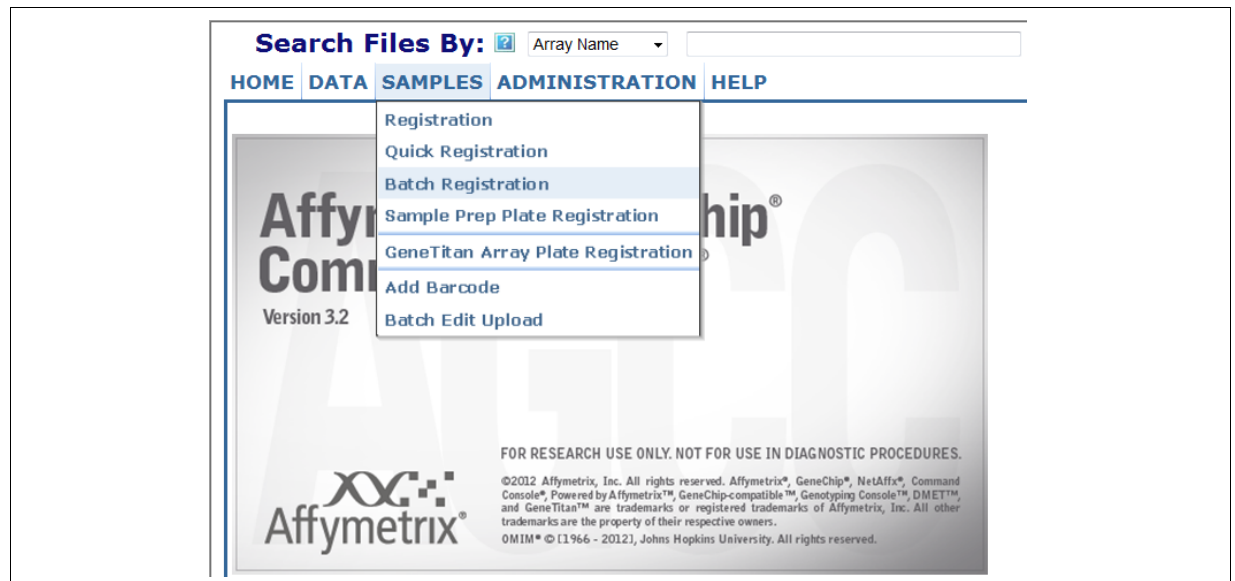 Search Files By: ? Array Name
HOME DATA SAMPLES ADMINISTRATION HELP
Registration
Quick Registration
Batch Registration
Sample Prep Plate Registration
GeneTitan Array Plate Registration
Add Barcode
Batch Edit Upload
Affy
hip®
Com
Version 3.2
AGCC
FOR RESEARCH USE ONLY. NOT FOR USE IN DIAGNOSTIC PROCEDURES.
©2012 Affymetrix, Inc. All rights reserved. Affymetrix®, GeneChip®, NetAffx®, Command
Console®, Powered by Affymetrix™, GeneChip-compatible™, Genotyping Console™, DMET™,
and GeneTitan™ are trademarks or registered trademarks of Affymetrix, Inc. All other
trademarks are the property of their respective owners.
OMIM® © [1966 - 2012], Johns Hopkins University. All rights reserved.
Affymetrix®